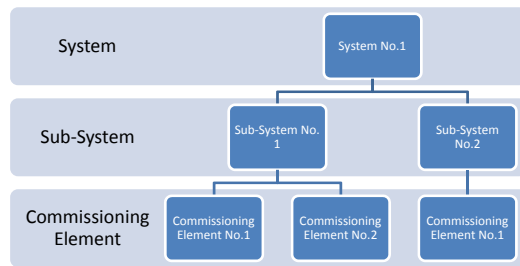 System
System No.1
Sub-System
Sub-System No.
1
Sub-System
No.2
Commissioning
Element
Commissioning
Element No.1
Commissioning
Element No.2
Commissioning
Element No.1